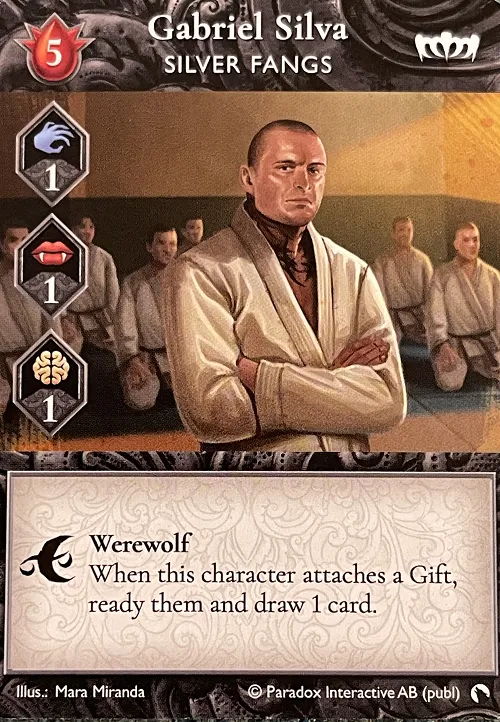 Gabriel Silva
5
SILVER FANGS
1
1
1
Werewolf
When this character attaches a Gift,
ready them and draw 1 card.
Illus.: Mara Miranda © Paradox Interactive AB (publ)